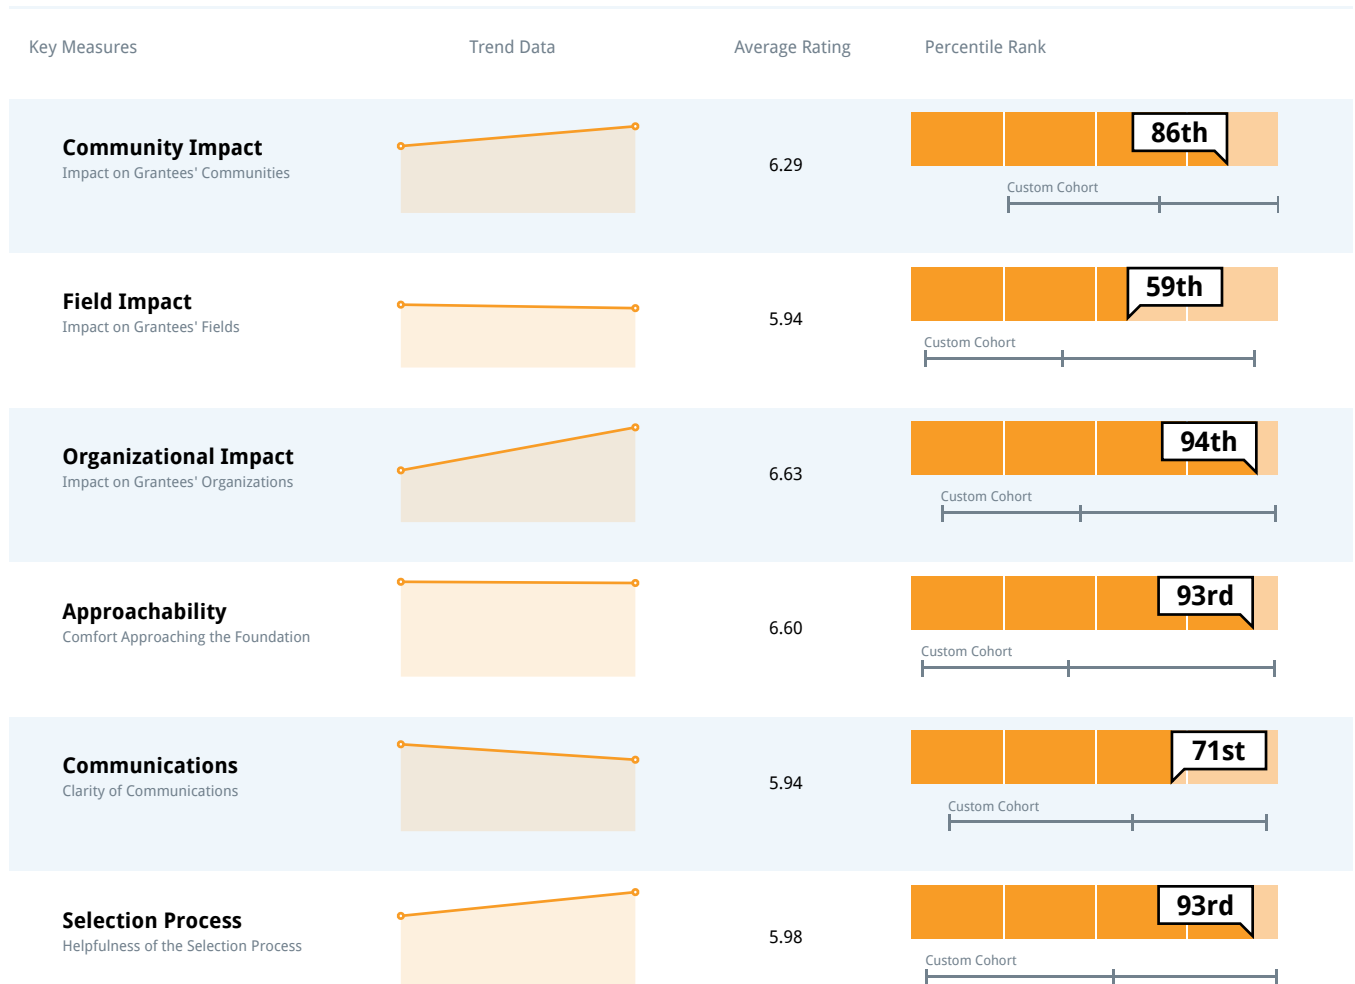 Key Measures
Trend Data
Average Rating
Percentile Rank
Community Impact
Impact on Grantees' Communities
6.29
86th
Custom Cohort
Field Impact
Impact on Grantees' Fields
5.94
59th
Custom Cohort
Organizational Impact
Impact on Grantees' Organizations
6.63
94th
Custom Cohort
Approachability
Comfort Approaching the Foundation
6.60
93rd
Custom Cohort
Communications
Clarity of Communications
5.94
71st
Custom Cohort
Selection Process
Helpfulness of the Selection Process
5.98
93rd
Custom Cohort